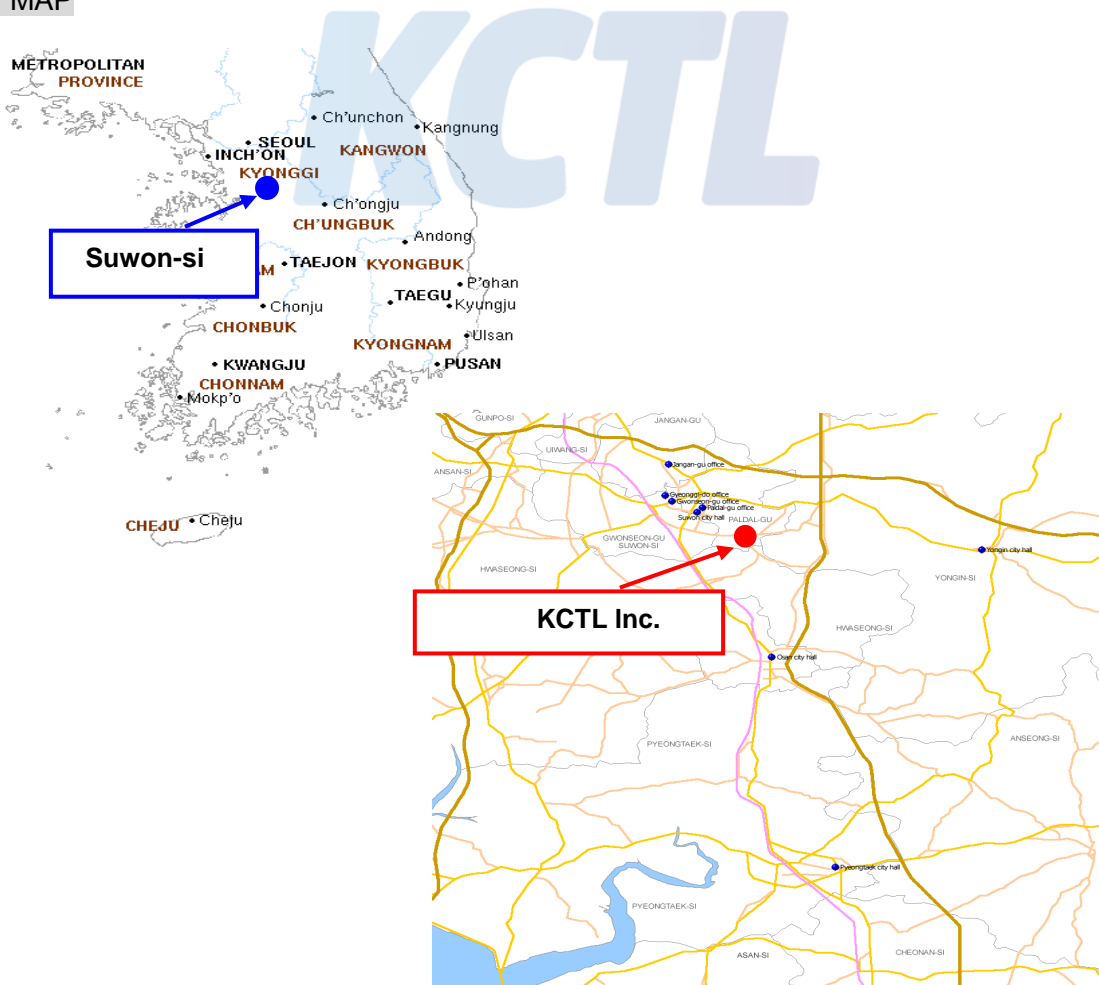 MAP
KCTL
METROPOLITAN
PROVINCE
Ch'unchon
Kangnung
SEOUL
INCH'ON
KANGWON
KYONGGI
Ch'ongju
CH'UNGBUK
Andong
Suwon-si
AM
TAEJON
KYONGBUK
P'ohan
TAEGU
Kyungju
Chonju
CHONBUK
Ulsan
KYONGNAM
KWANGJU
PUSAN
CHONNAM
Mokp'o
CHEJU
Cheju
GUNPO-SI
JANGAN-GU
UIWANG-SI
Jangan-gu office
ANSAN-SI
Gyeonggi-do office
Gwonseon-gu office
Paldal-gu office
Suwon city hall
PALDAL-GU
GWONSEON-GU
SUWON-SI
Yongin city hall
HWASEONG-SI
YONGIN-SI
KCTL Inc.
HWASEONG-SI
Osan city hall
PYEONGTAEK-SI
ANSEONG-SI
Pyeongtaek city hall
PYEONGTAEK-SI
ASAN-SI
CHEONAN-SI